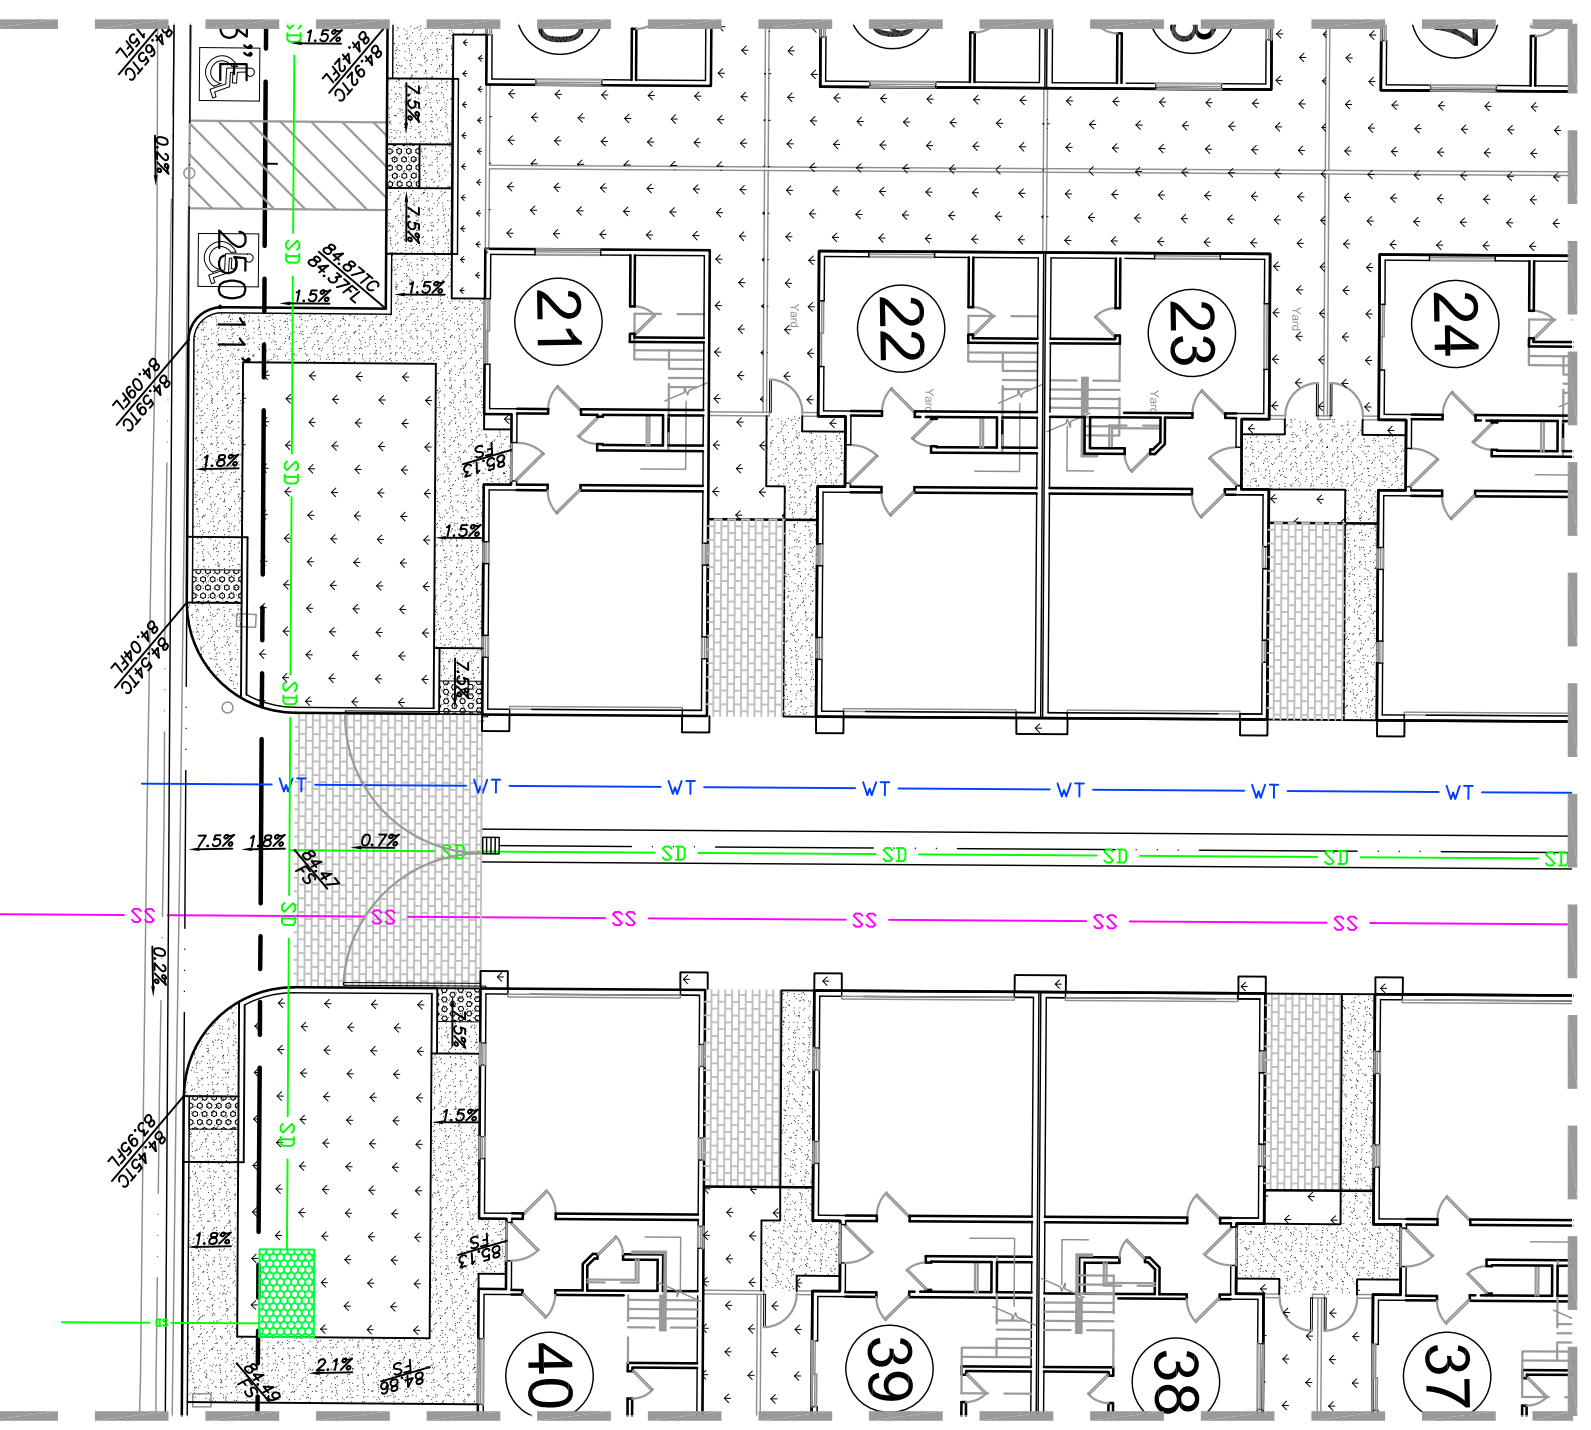 84.65TC
15FL
1.5%
84.92TC
84.42FL
SD
7.5%
0.2%
7.5%
SD
250
84.87TC
84.37FL
1.5%
1.5%
11'
21
22
23
24
Yard
Yard
Yard
Yard
84.59TC
84.09FL
1.8%
SD
85.13
FS
1.5%
84.54TC
84.04FL
SD
7.5%
WT
WT
WT
WT
WT
WT
WT
7.5%
1.8%
0.7%
SD
SD
SD
SD
SD
SD
84.47
FS
SS
SD
SS
SS
SS
SS
SS
0.2%
7.5%
84.45TC
83.95FL
SD
1.5%
1.8%
85.13
FS
2.1%
84.86
FS
84.49
FS
40
39
38
37